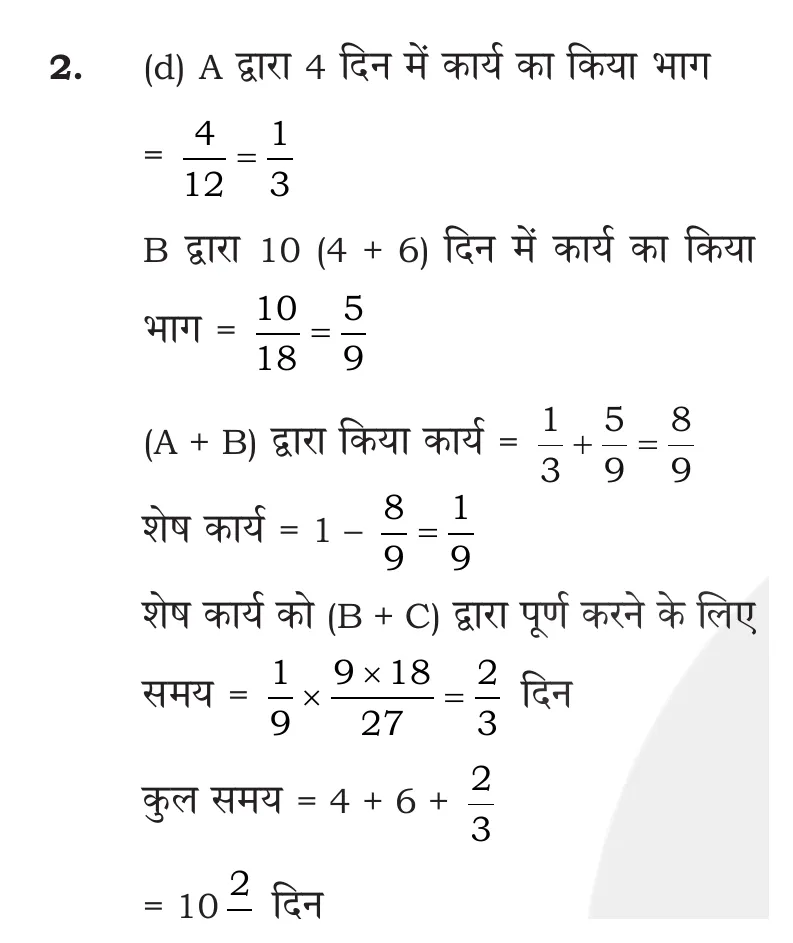 2. (d) A द्वारा 4 दिन में कार्य का किया भाग
= 4/12 = 1/3
B द्वारा 10 (4 + 6) दिन में कार्य का किया
भाग = 10/18 = 5/9
(A + B) द्वारा किया कार्य = 1/3 + 5/9 = 8/9
शेष कार्य = 1 – 8/9 = 1/9
शेष कार्य को (B + C) द्वारा पूर्ण करने के लिए
समय = 1/9 × 9 × 18/27 = 2/3 दिन
कुल समय = 4 + 6 + 2/3
= 10 2/ दिन